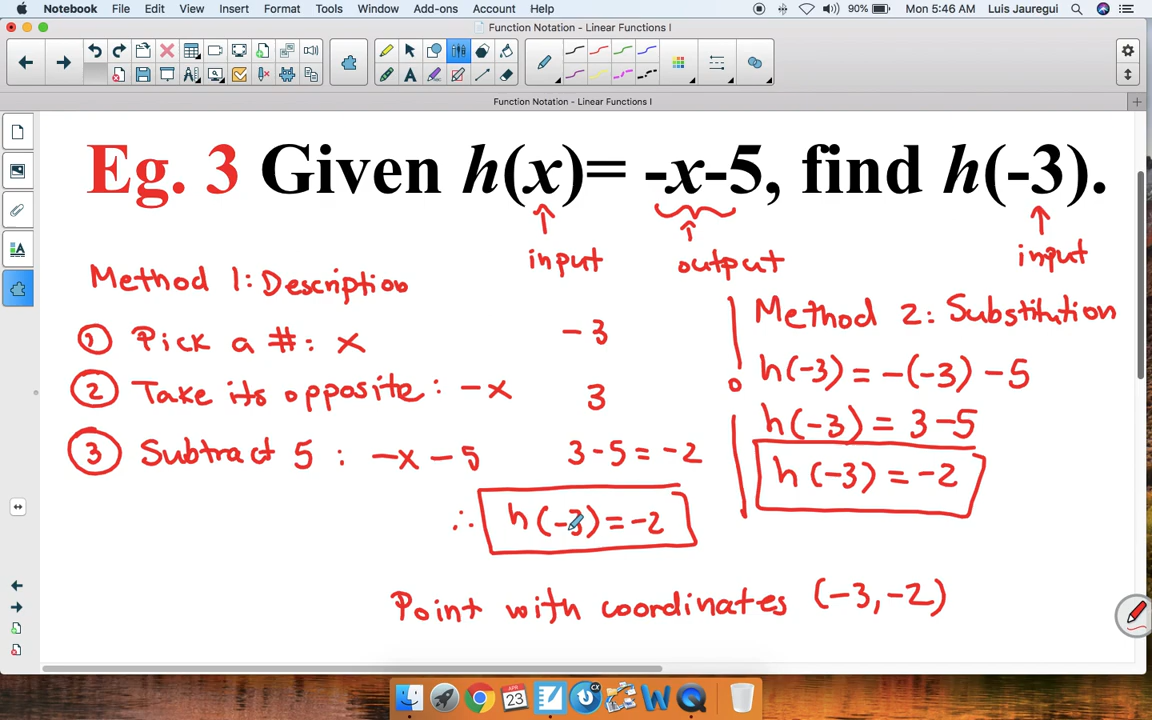 Notebook File Edit View Insert Format Tools Window Add-ons Account Help 90% Mon 5:46 AM Luis Jauregui
Function Notation - Linear Functions I
Function Notation - Linear Functions I
Eg. 3 Given h(x)= -x-5, find h(-3).
input
output
input
Method 1: Description
① Pick a #: x -3
② Take its opposite: -x 3
③ Subtract 5 : -x - 5 3-5 = -2
∴ h(-3) = -2
Method 2: Substitution
h(-3) = -(-3) -5
h(-3) = 3-5
h(-3) = -2
Point with coordinates (-3,-2)
APR
23
CX
W